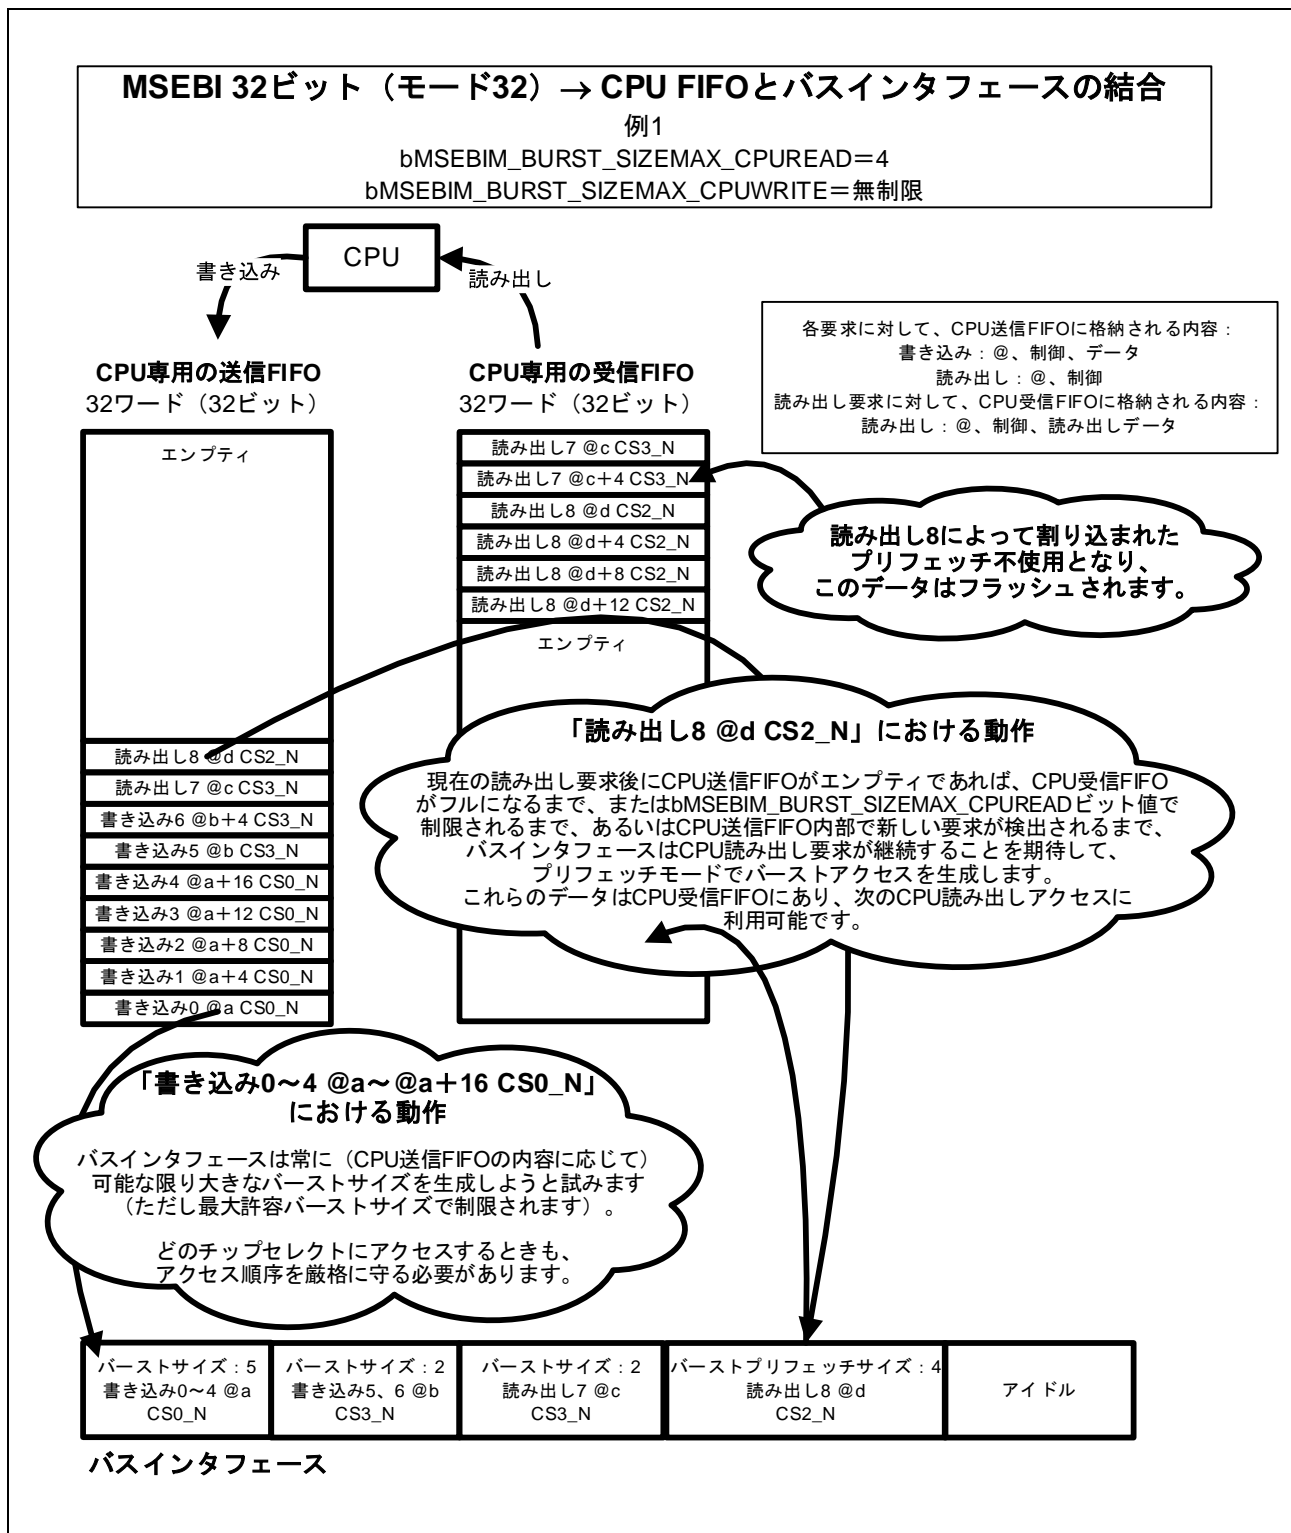 MSEBI 32ビット（モード32）→ CPU FIFOとバスインタフェースの結合
例1
bMSEBIM_BURST_SIZEMAX_CPUREAD＝4
bMSEBIM_BURST_SIZEMAX_CPUWRITE＝無制限
CPU
書き込み
読み出し
各要求に対して、CPU送信FIFOに格納される内容：
書き込み：@、制御、データ
読み出し：@、制御
読み出し要求に対して、CPU受信FIFOに格納される内容：
読み出し：@、制御、読み出しデータ
CPU専用の送信FIFO
32ワード（32ビット）
CPU専用の受信FIFO
32ワード（32ビット）
エンプティ
読み出し7 @c CS3_N
読み出し7 @c＋4 CS3_N
読み出し8 @d CS2_N
読み出し8 @d＋4 CS2_N
読み出し8 @d＋8 CS2_N
読み出し8 @d＋12 CS2_N
エンプティ
読み出し8によって割り込まれた
プリフェッチ不使用となり、
このデータはフラッシュされます。
読み出し8 @d CS2_N
読み出し7 @c CS3_N
書き込み6 @b＋4 CS3_N
書き込み5 @b CS3_N
書き込み4 @a＋16 CS0_N
書き込み3 @a＋12 CS0_N
書き込み2 @a＋8 CS0_N
書き込み1 @a＋4 CS0_N
書き込み0 @a CS0_N
「読み出し8 @d CS2_N」における動作
現在の読み出し要求後にCPU送信FIFOがエンプティであれば、CPU受信FIFO
がフルになるまで、またはbMSEBIM_BURST_SIZEMAX_CPUREADビット値で
制限されるまで、あるいはCPU送信FIFO内部で新しい要求が検出されるまで、
バスインタフェースはCPU読み出し要求が継続することを期待して、
プリフェッチモードでバーストアクセスを生成します。
これらのデータはCPU受信FIFOにあり、次のCPU読み出しアクセスに
利用可能です。
「書き込み0～4 @a～@a＋16 CS0_N」
における動作
バスインタフェースは常に（CPU送信FIFOの内容に応じて）
可能な限り大きなバーストサイズを生成しようと試みます
（ただし最大許容バーストサイズで制限されます）。
どのチップセレクトにアクセスするときも、
アクセス順序を厳格に守る必要があります。
バーストサイズ：5
書き込み0～4 @a
CS0_N
バーストサイズ：2
書き込み5、6 @b
CS3_N
バーストサイズ：2
読み出し7 @c
CS3_N
バーストプリフェッチサイズ：4
読み出し8 @d
CS2_N
アイドル
バスインタフェース